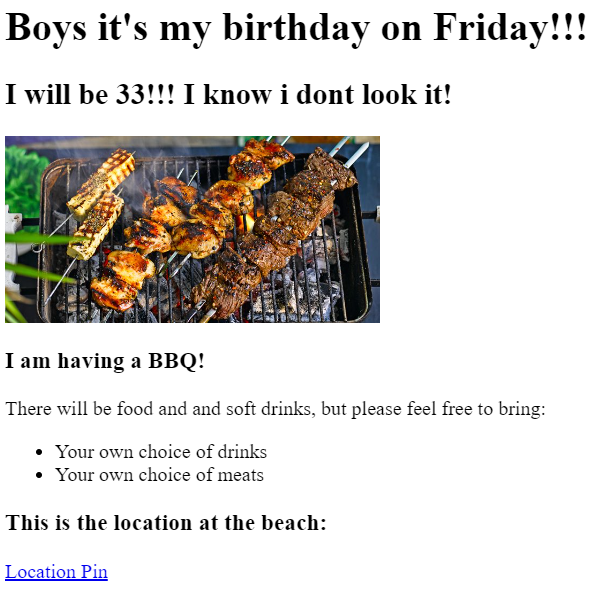 Boys it's my birthday on Friday!!!
I will be 33!!! I know i dont look it!
I am having a BBQ!
There will be food and and soft drinks, but please feel free to bring:
• Your own choice of drinks
• Your own choice of meats
This is the location at the beach:
Location Pin